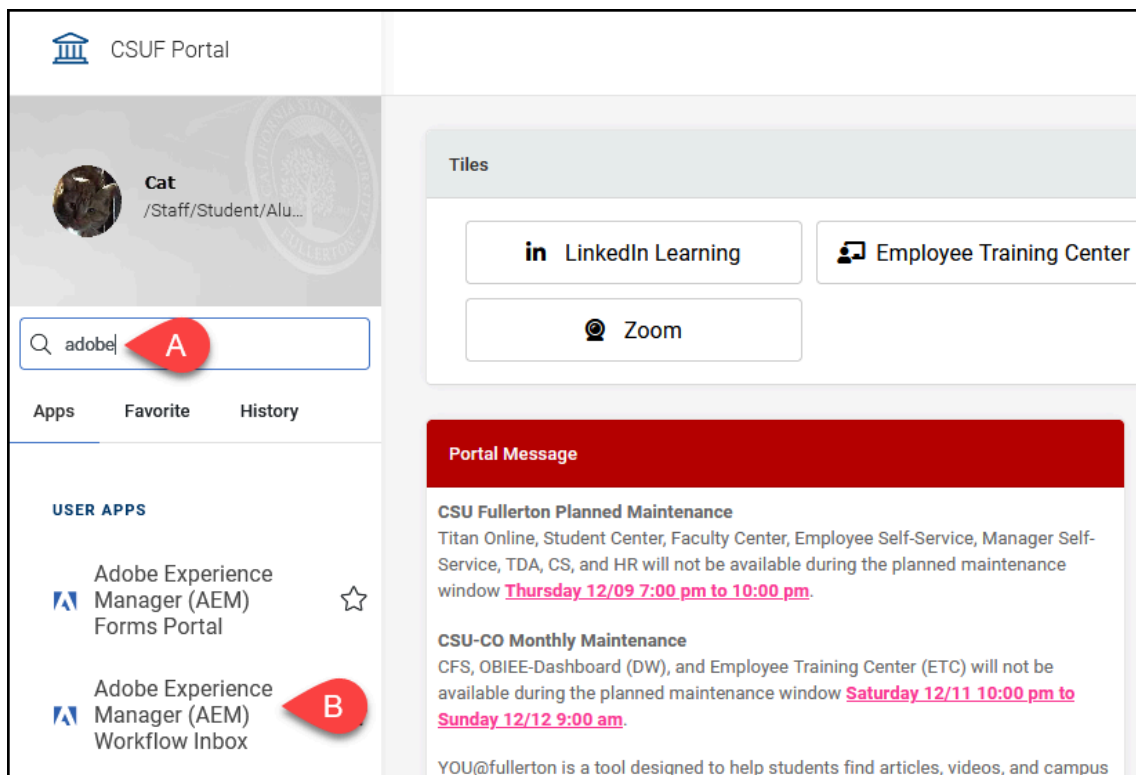 CSUF Portal
Cat
/Staff/Student/Alu...
adobe
A
Apps Favorite History
USER APPS
Adobe Experience
Manager (AEM)
Forms Portal
Adobe Experience
Manager (AEM)
Workflow Inbox
B
Tiles
LinkedIn Learning
Employee Training Center
Zoom
Portal Message
CSU Fullerton Planned Maintenance
Titan Online, Student Center, Faculty Center, Employee Self-Service, Manager Self-
Service, TDA, CS, and HR will not be available during the planned maintenance
window Thursday 12/09 7:00 pm to 10:00 pm.
CSU-CO Monthly Maintenance
CFS, OBIEE-Dashboard (DW), and Employee Training Center (ETC) will not be
available during the planned maintenance window Saturday 12/11 10:00 pm to
Sunday 12/12 9:00 am.
YOU@fullerton is a tool designed to help students find articles, videos, and campus